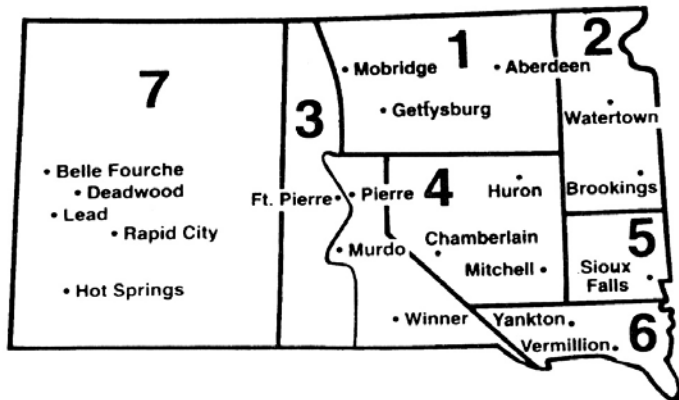 1
2
Mobridge
Aberdeen
7
3
Gettysburg
Watertown
Belle Fourche
Deadwood
Ft. Pierre
Pierre
4
Huron
Brookings
Lead
Rapid City
Murdo
Chamberlain
5
Mitchell
Sioux
Falls
Hot Springs
Winner
Yankton
6
Vermillion